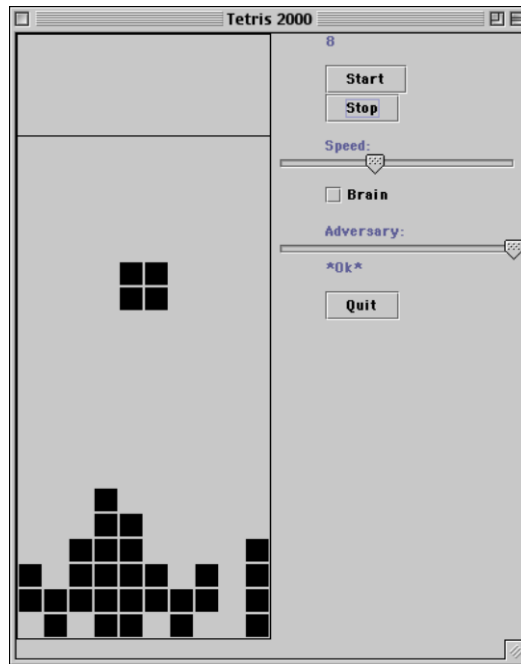 Tetris 2000
8
Start
Stop
Speed:
Brain
Adversary:
*Ok*
Quit